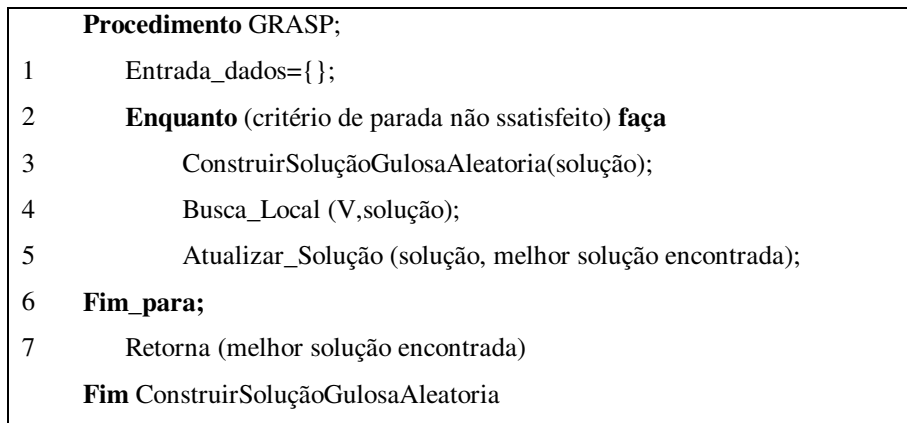 Procedimento GRASP;
1 Entrada_dados={};
2 Enquanto (critério de parada não ssatisfeito) faça
3 ConstruirSoluçãoGulosaAleatoria(solução);
4 Busca_Local (V,solução);
5 Atualizar_Solução (solução, melhor solução encontrada);
6 Fim_para;
7 Retorna (melhor solução encontrada)
Fim ConstruirSoluçãoGulosaAleatoria